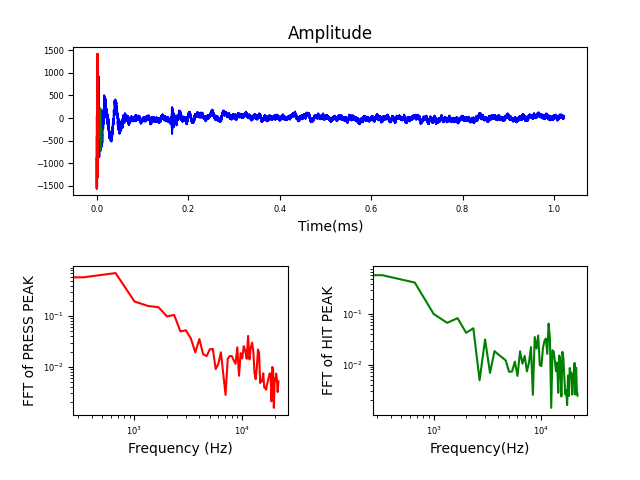 Amplitude
1500
1000
500
0
−500
−1000
−1500
0.0 0.2 0.4 0.6 0.8 1.0
Time(ms)
FFT of PRESS PEAK
10⁻¹
10⁻²
10³ 10⁴
Frequency (Hz)
FFT of HIT PEAK
10⁻¹
10⁻²
10³ 10⁴
Frequency(Hz)